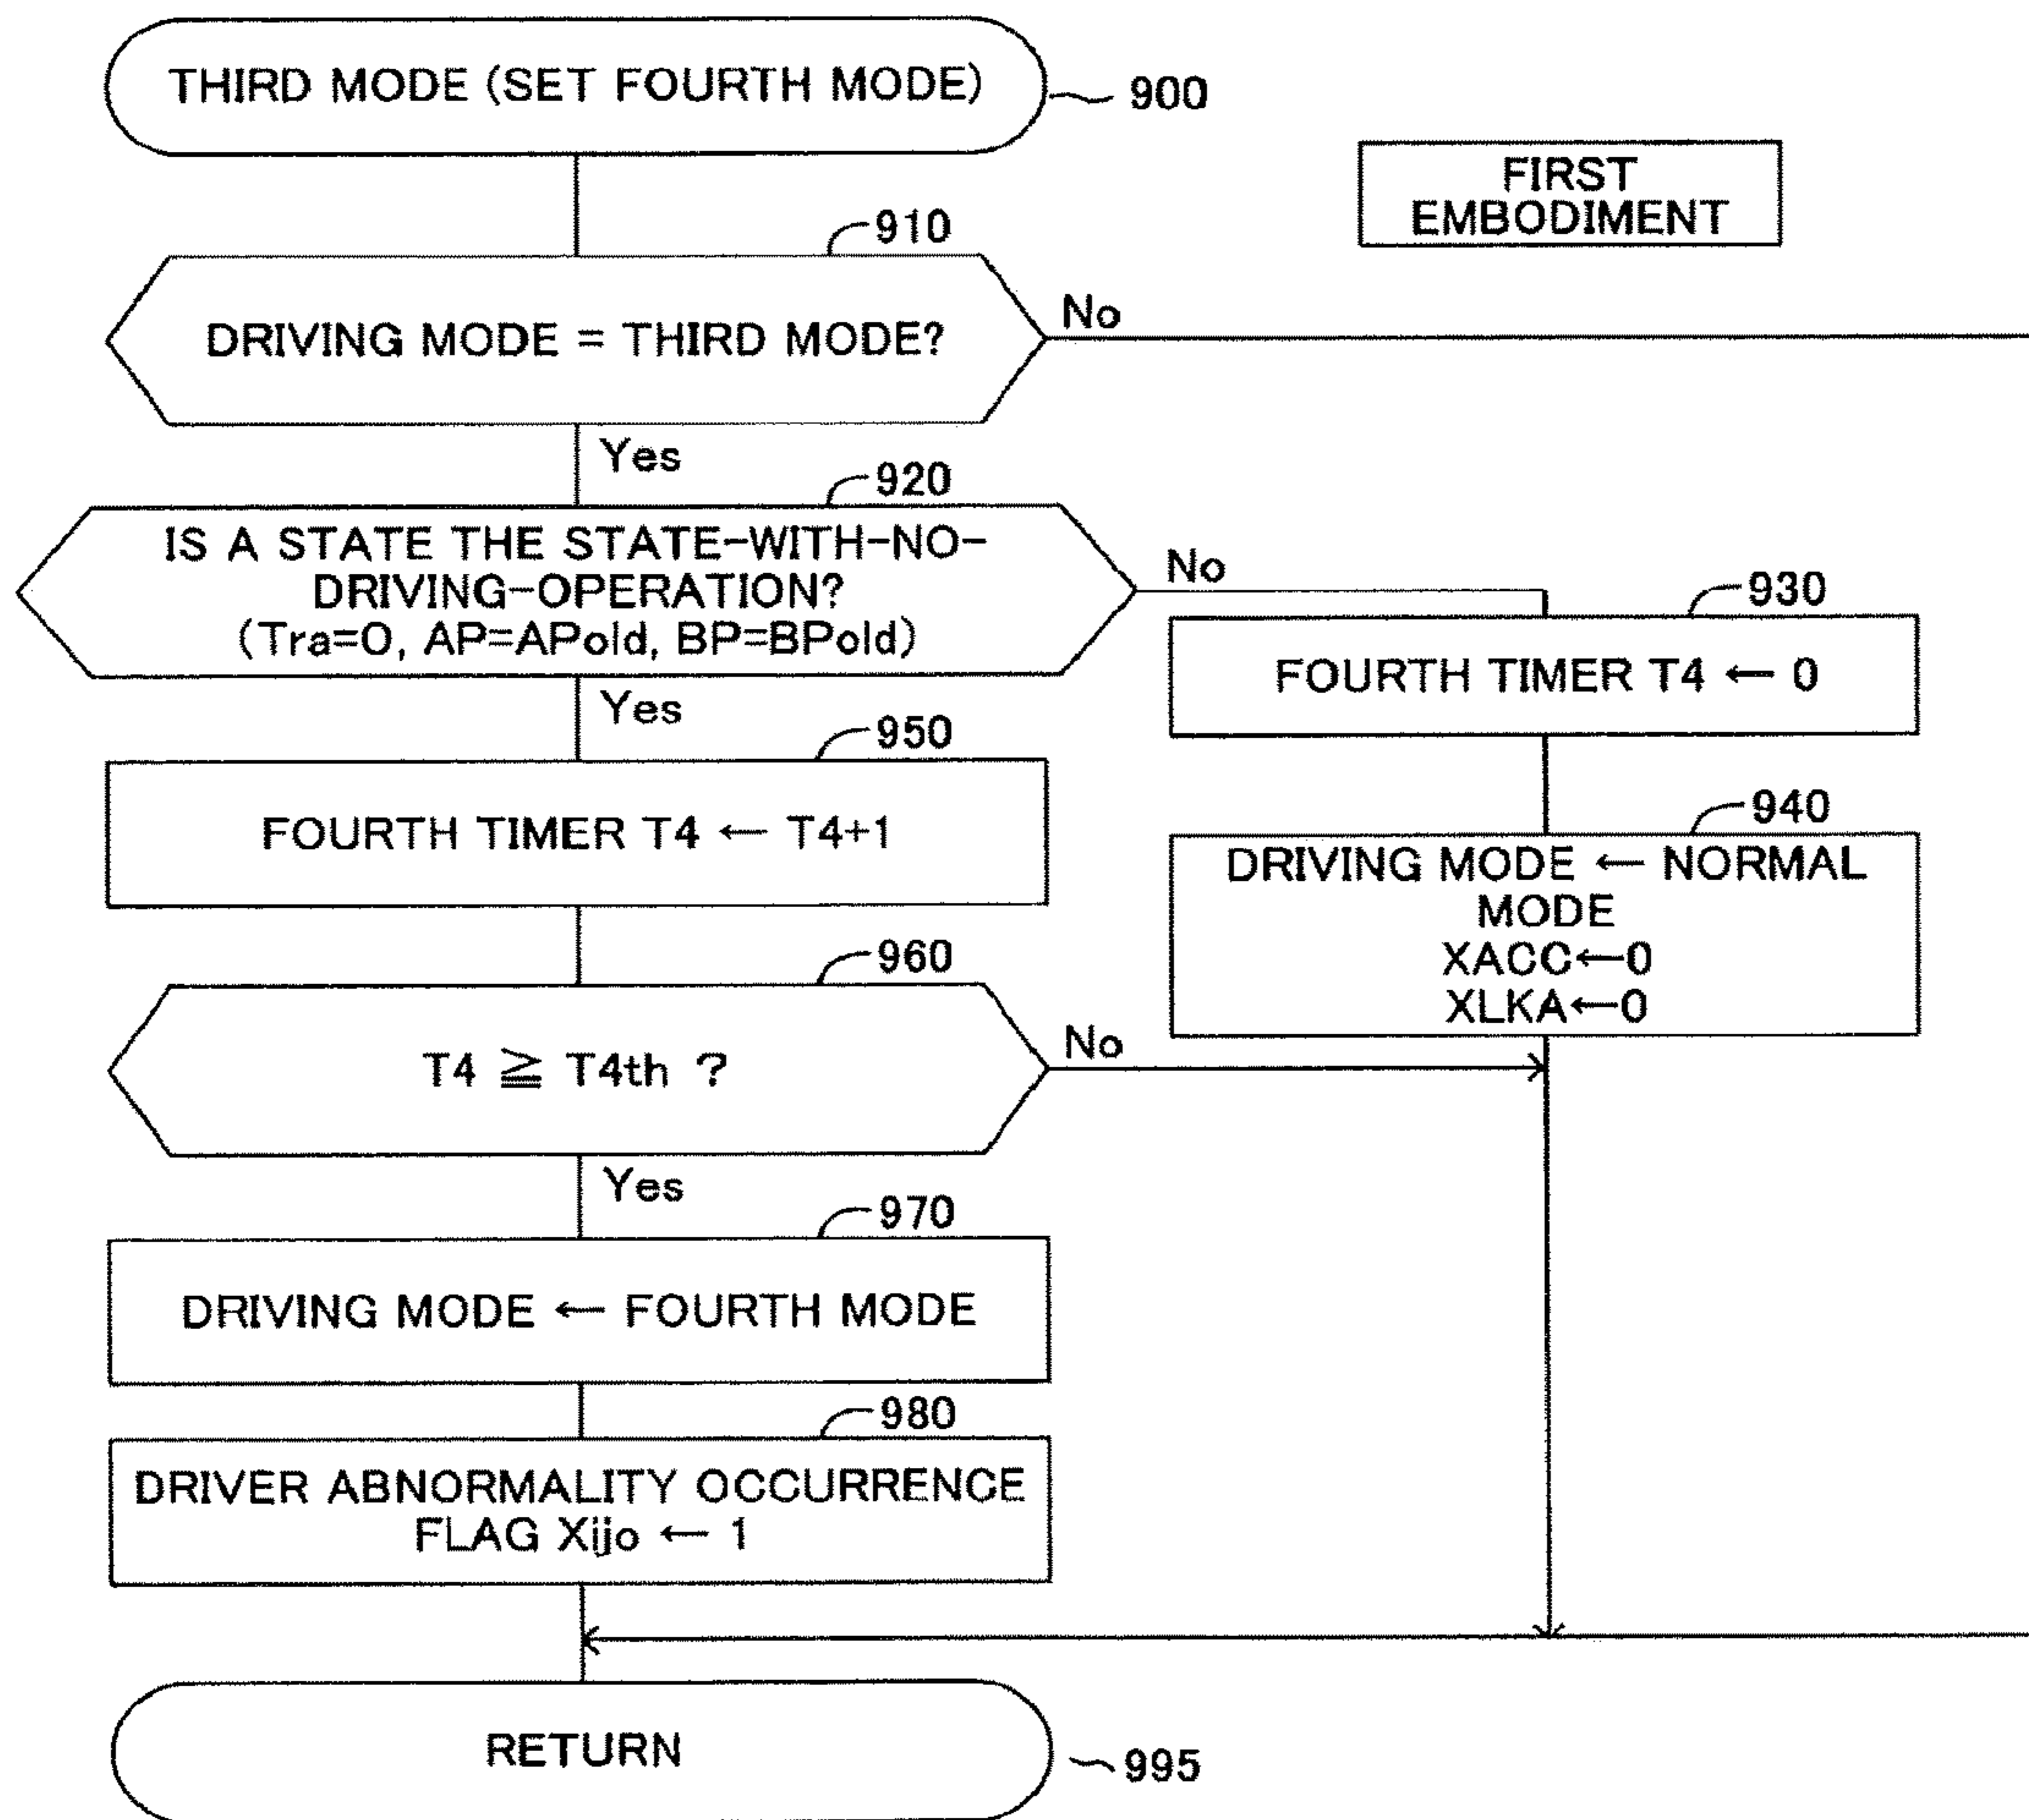 THIRD MODE (SET FOURTH MODE)
900
FIRST
EMBODIMENT
910
DRIVING MODE = THIRD MODE?
No
Yes
920
IS A STATE THE STATE-WITH-NO-
DRIVING-OPERATION?
(Tra=0, AP=APold, BP=BPold)
No
930
FOURTH TIMER T4 ← 0
Yes
950
FOURTH TIMER T4 ← T4+1
940
DRIVING MODE ← NORMAL
MODE
XACC←0
XLKA←0
960
T4 ≧ T4th ?
No
Yes
970
DRIVING MODE ← FOURTH MODE
980
DRIVER ABNORMALITY OCCURRENCE
FLAG Xijo ← 1
RETURN
995